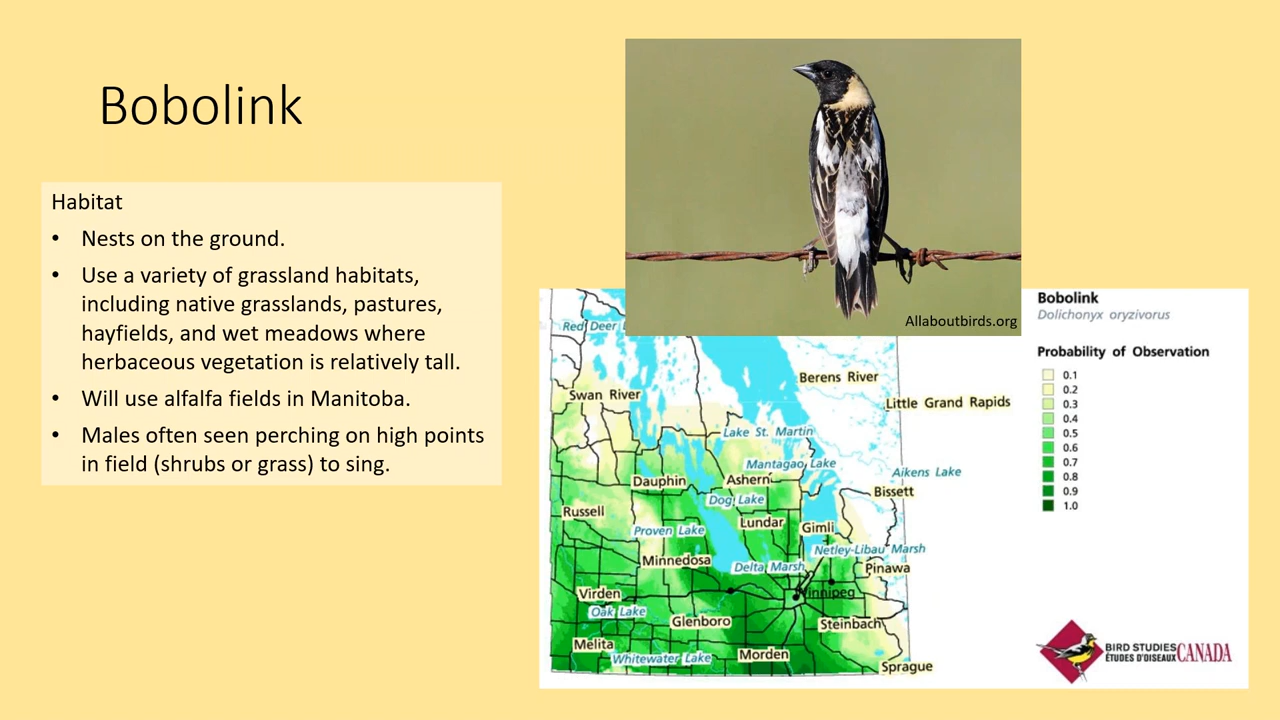 Bobolink
Habitat
• Nests on the ground.
• Use a variety of grassland habitats,
including native grasslands, pastures,
hayfields, and wet meadows where
herbaceous vegetation is relatively tall.
• Will use alfalfa fields in Manitoba.
• Males often seen perching on high points
in field (shrubs or grass) to sing.
Allaboutbirds.org
Red Deer
Berens River
Swan River
Little Grand Rapids
Lake St. Martin
Mantagao Lake
Aikens Lake
Dauphin
Ashern
Bissett
Dog Lake
Russell
Lundar
Gimli
Proven Lake
Netley-Libau Marsh
Minnedosa
Delta Marsh
Pinawa
Virden
Winnipeg
Oak Lake
Glenboro
Steinbach
Melita
Whitewater Lake
Morden
Sprague
Bobolink
Dolichonyx oryzivorus
Probability of Observation
0.1
0.2
0.3
0.4
0.5
0.6
0.7
0.8
0.9
1.0
BIRD STUDIES
ÉTUDES D'OISEAUX CANADA